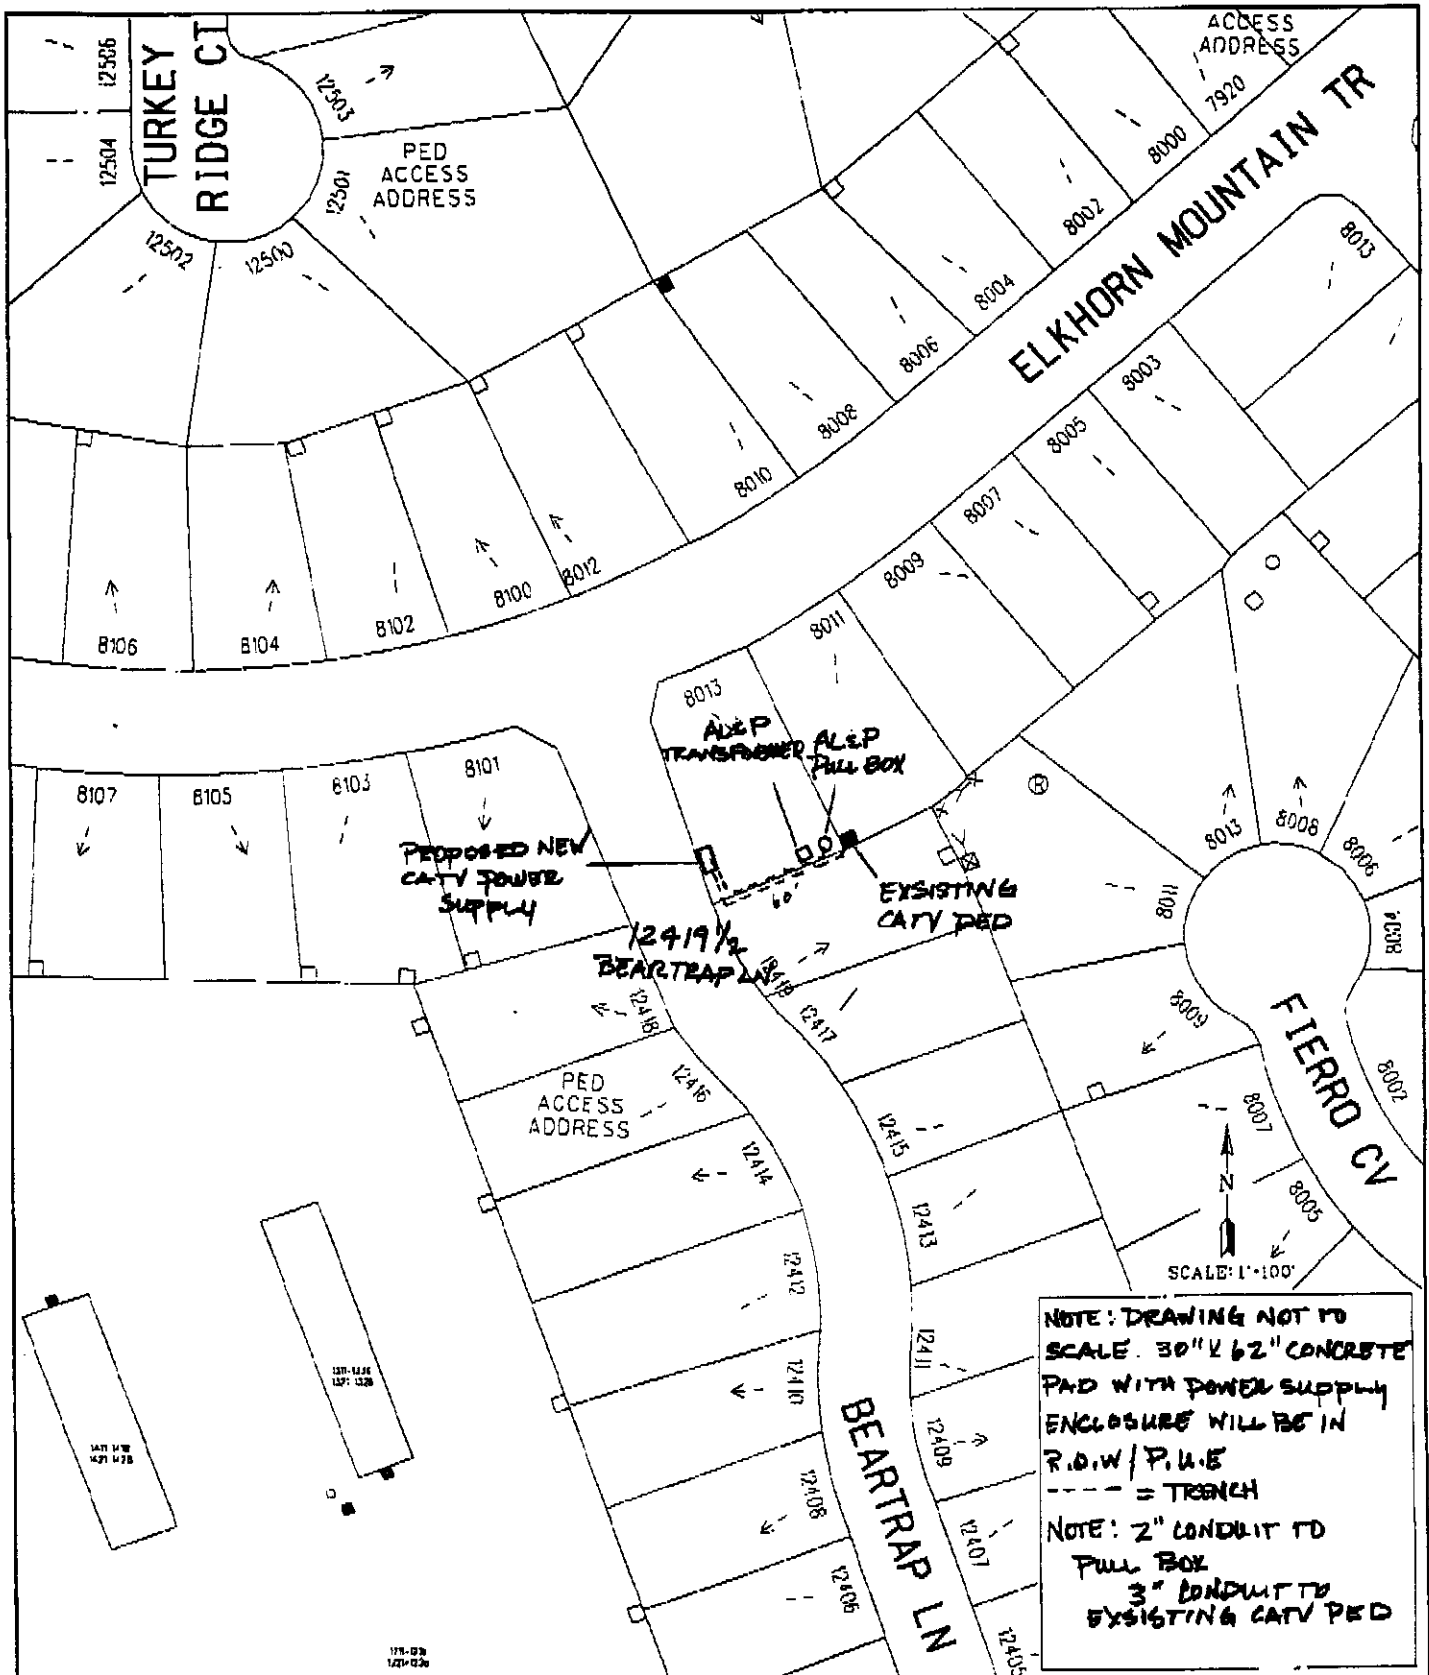 12506
TURKEY
RIDGE CT
12504
12503
12501
PED
ACCESS
ADDRESS
12502
12500
ACCESS
ADDRESS
7920
8000
8002
8004
8006
8008
8010
8012
8100
8102
8104
8106
ELKHORN MOUNTAIN TR
8013
8003
8005
8007
8009
8011
8013
AL&P
TRANSFORMER
AL&P
PULL BOX
8101
8103
8105
8107
PROPOSED NEW
CATV POWER
SUPPLY
60'
EXSISTING
CATV PED
12419 1/2
BEARTRAP LN
R
8013
8008
8006
8011
8009
8007
8005
8002
FIERRO CV
12419
12417
12415
12413
12411
12409
12407
12405
12418
12416
12414
12412
12410
12408
12406
PED
ACCESS
ADDRESS
BEARTRAP LN
N
SCALE: 1"=100'
NOTE: DRAWING NOT TO
SCALE. 30" X 62" CONCRETE
PAD WITH POWER SUPPLY
ENCLOSURE WILL BE IN
R.O.W / P.U.E
---- = TRENCH
NOTE: 2" CONDUIT TO
PULL BOX
3" CONDUIT TO
EXSISTING CATV PED